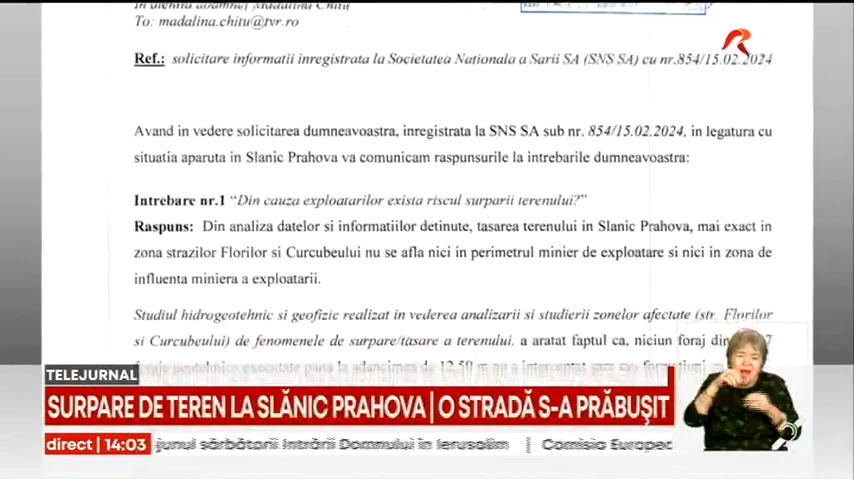 In atentia doamnei Madalina Chitu
To: madalina.chitu@tvr.ro
Ref.: solicitare informatii inregistrata la Societatea Nationala a Sarii SA (SNS SA) cu nr.854/15.02.2024
Avand in vedere solicitarea dumneavoastra, inregistrata la SNS SA sub nr. 854/15.02.2024, in legatura cu
situatia aparuta in Slanic Prahova va comunicam raspunsurile la intrebarile dumneavoastra:
Intrebare nr.1 “Din cauza exploatarilor exista riscul surparii terenului?”
Raspuns: Din analiza datelor si informatiilor detinute, tasarea terenului in Slanic Prahova, mai exact in
zona strazilor Florilor si Curcubeului nu se afla nici in perimetrul minier de exploatare si nici in zona de
influenta miniera a exploatarii.
Studiul hidrogeotehnic si geofizic realizat in vederea analizarii si studierii zonelor afectate (str. Florilor
si Curcubeului) de fenomenele de surpare/tasare a terenului, a aratat faptul ca, niciun foraj din 7
TELEJURNAL
SURPARE DE TEREN LA SLĂNIC PRAHOVA | O STRADĂ S-A PRĂBUŞIT
direct | 14:03 sărbătorii Intrării Domnului în Ierusalim | Comisia